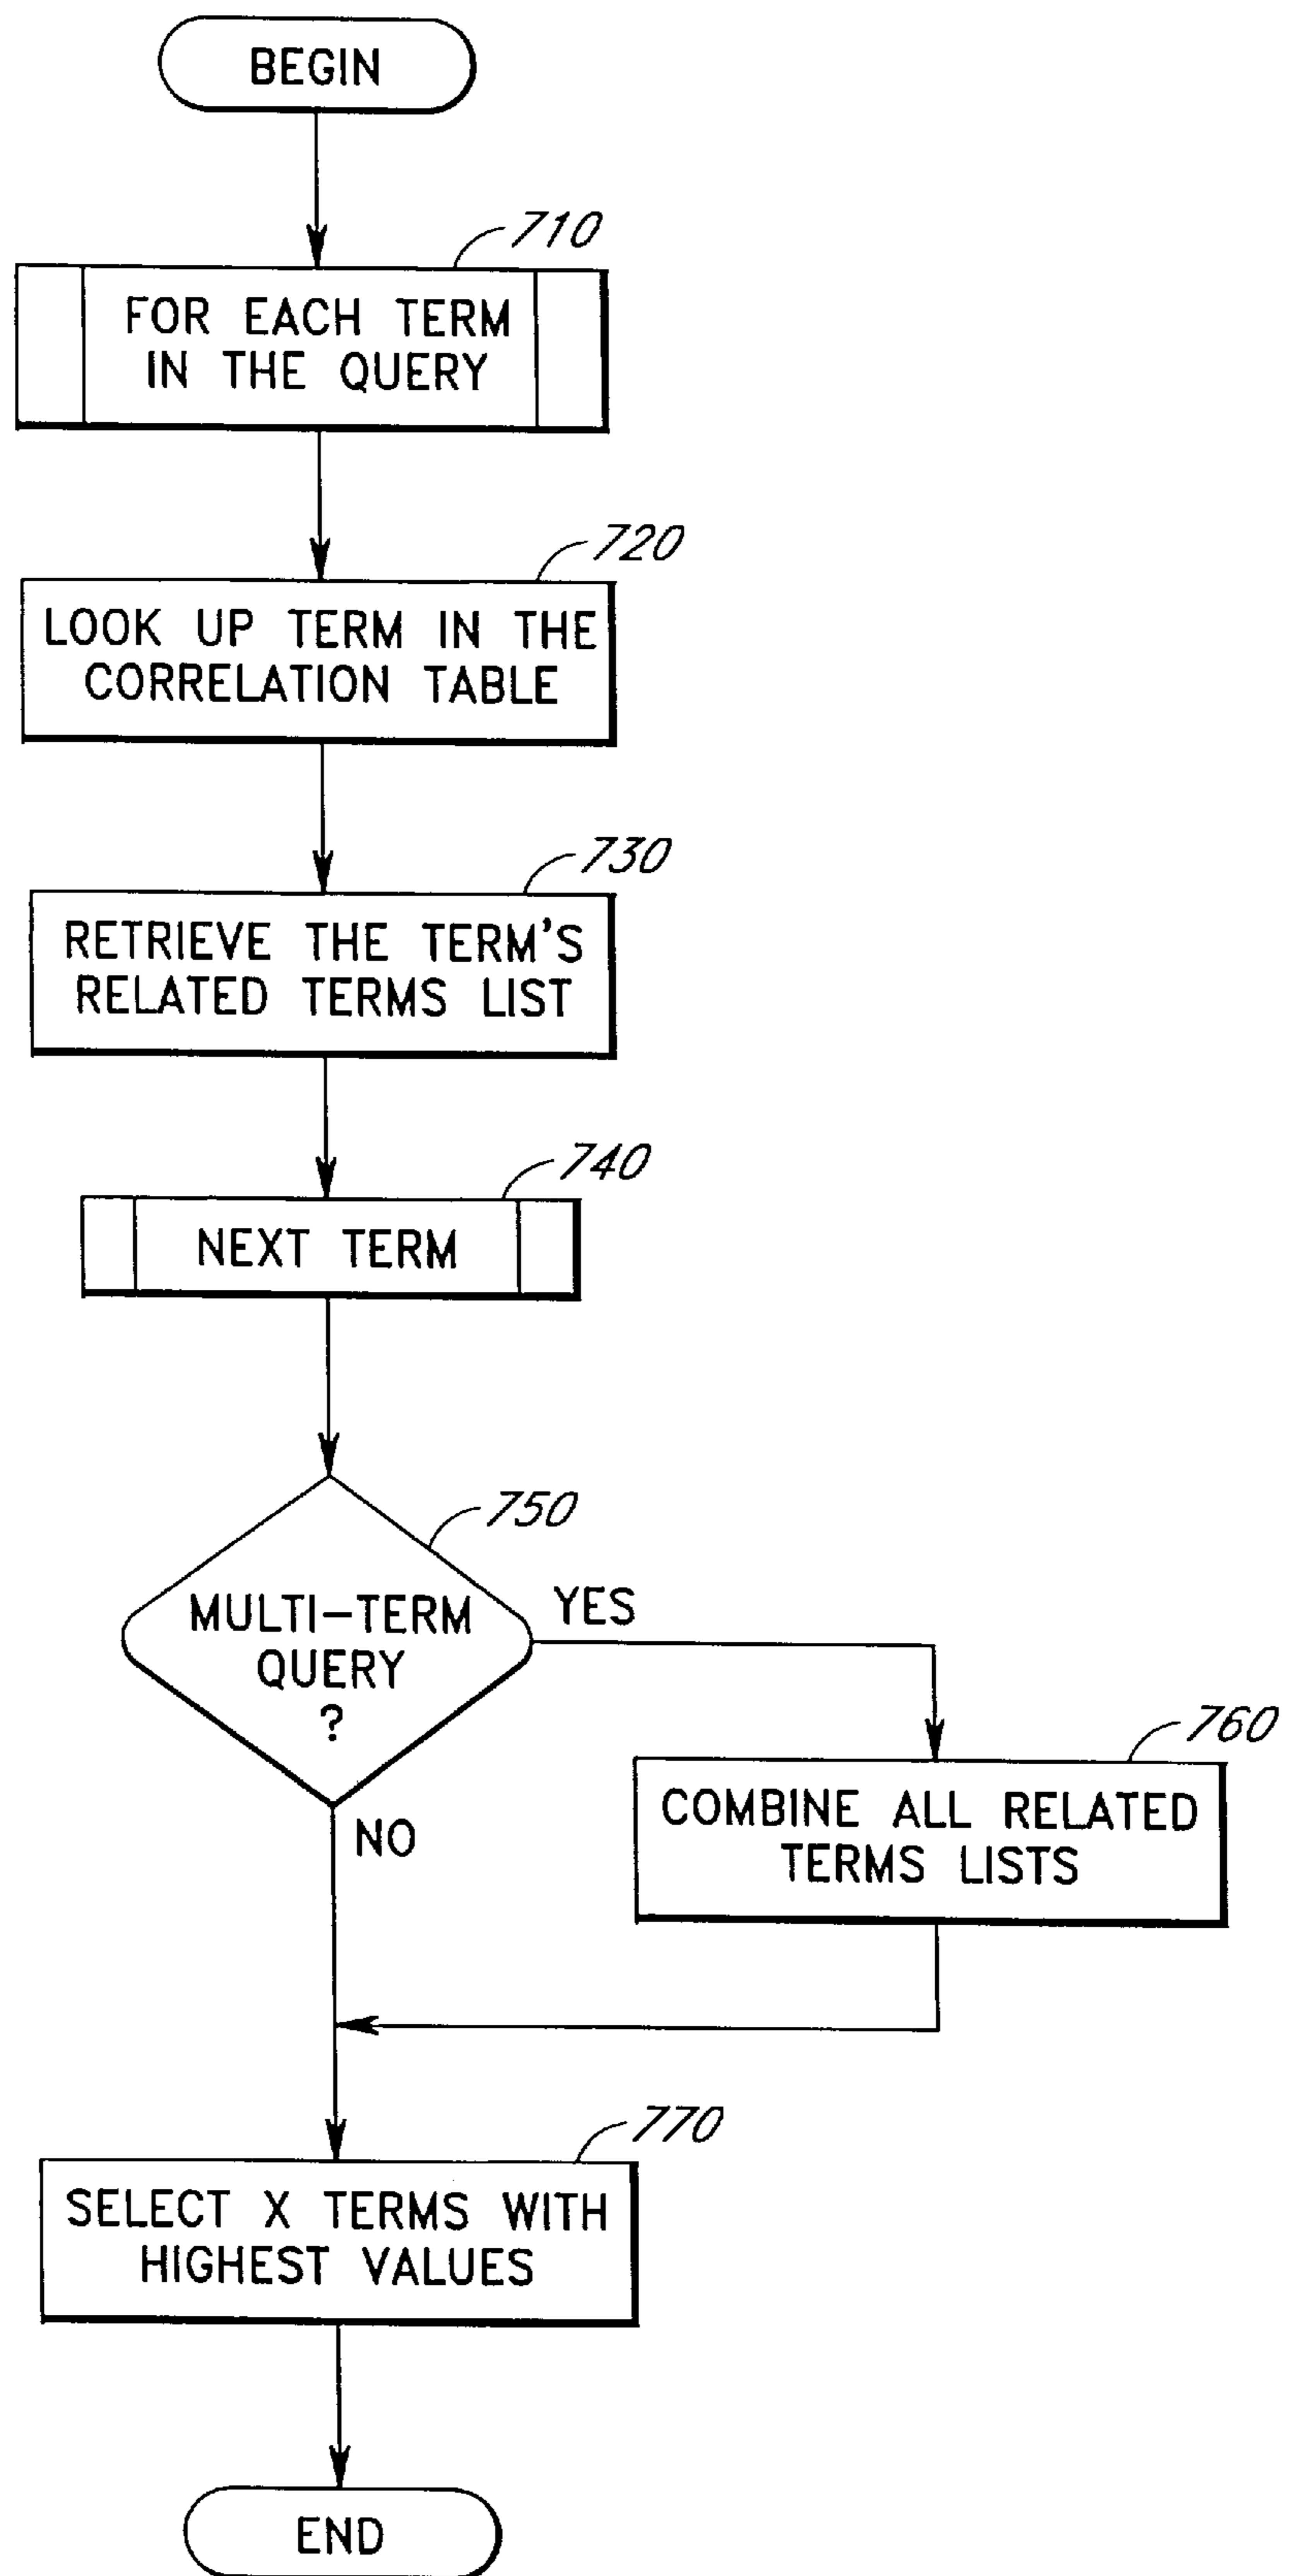 BEGIN
710
FOR EACH TERM
IN THE QUERY
720
LOOK UP TERM IN THE
CORRELATION TABLE
730
RETRIEVE THE TERM'S
RELATED TERMS LIST
740
NEXT TERM
750
MULTI-TERM
QUERY
?
YES
NO
760
COMBINE ALL RELATED
TERMS LISTS
770
SELECT X TERMS WITH
HIGHEST VALUES
END